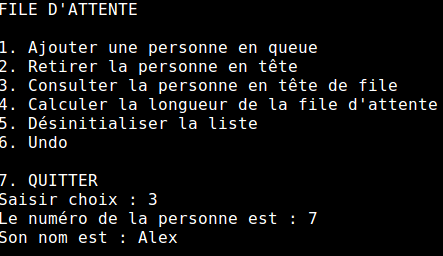 FILE D'ATTENTE
1. Ajouter une personne en queue
2. Retirer la personne en tête
3. Consulter la personne en tête de file
4. Calculer la longueur de la file d'attente
5. Désinitialiser la liste
6. Undo
7. QUITTER
Saisir choix : 3
Le numéro de la personne est : 7
Son nom est : Alex